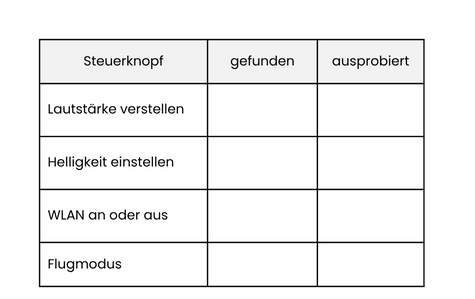 Steuerknopf gefunden ausprobiert
Lautstärke verstellen
Helligkeit einstellen
WLAN an oder aus
Flugmodus